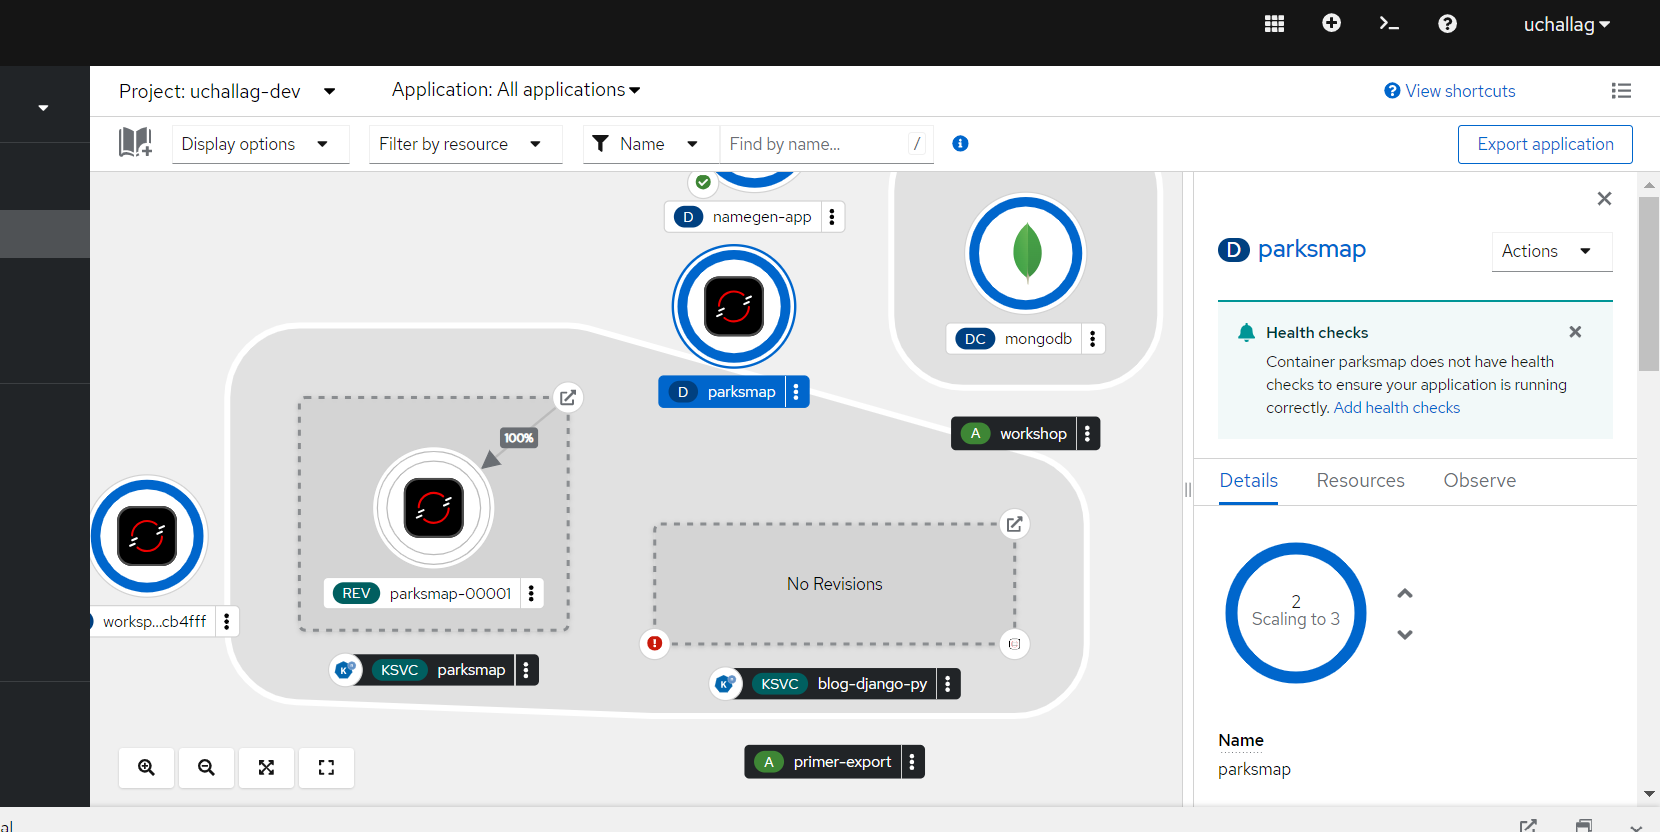 uchallag
Project: uchallag-dev
Application: All applications
View shortcuts
Display options
Filter by resource
Name
Find by name...
/
Export application
D namegen-app
D parksmap
DC mongodb
A workshop
100%
REV parksmap-00001
KSVC parksmap
worksp...cb4fff
No Revisions
KSVC blog-django-py
A primer-export
D parksmap
Actions
Health checks
Container parksmap does not have health
checks to ensure your application is running
correctly. Add health checks
Details Resources Observe
2
Scaling to 3
Name
parksmap
al